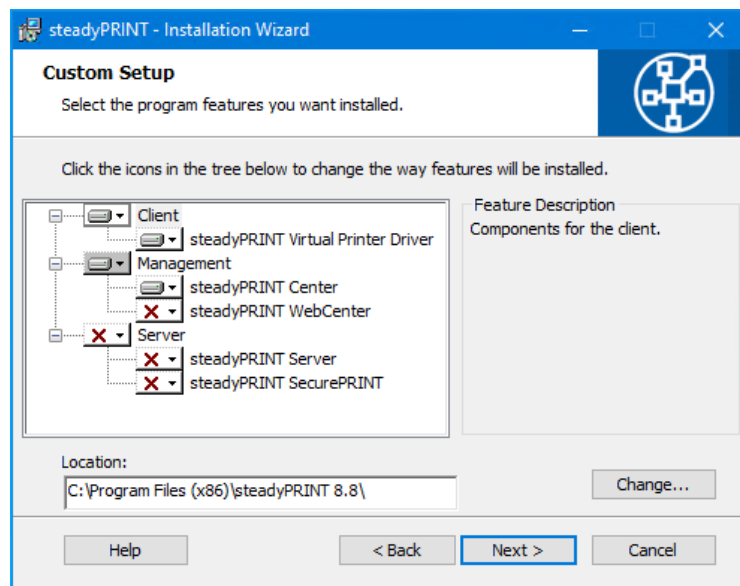 steadyPRINT - Installation Wizard
Custom Setup
Select the program features you want installed.
Click the icons in the tree below to change the way features will be installed.
Client
steadyPRINT Virtual Printer Driver
Management
steadyPRINT Center
steadyPRINT WebCenter
Server
steadyPRINT Server
steadyPRINT SecurePRINT
Feature Description
Components for the client.
Location:
C:\Program Files (x86)\steadyPRINT 8.8\
Change...
Help
< Back
Next >
Cancel